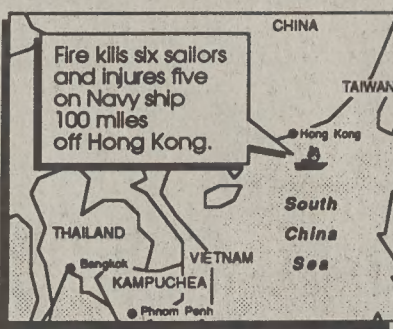 CHINA
Fire kills six sailors
and injures five
on Navy ship
100 miles
off Hong Kong.
TAIWAN
Hong Kong
South
China
Sea
THAILAND
Bangkok
VIETNAM
KAMPUCHEA
Phnom Penh